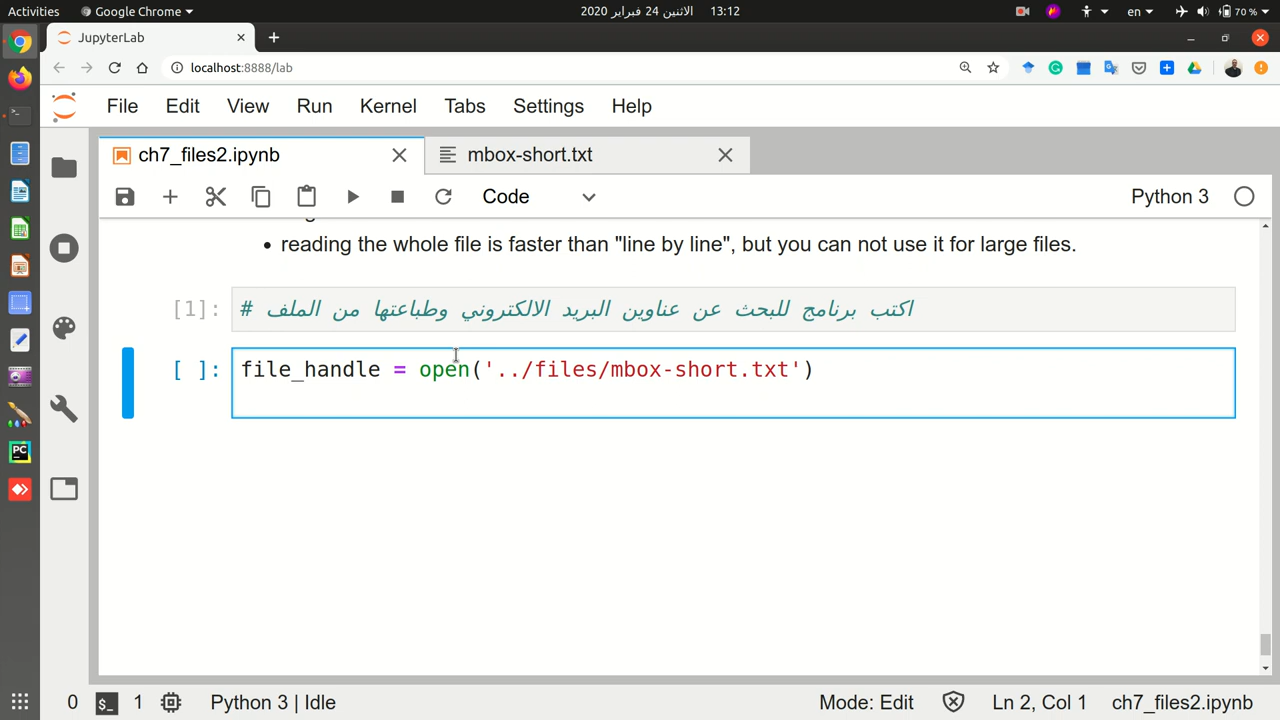 Activities
Google Chrome
الاثنين 24 فبراير 2020
13:12
en
70 %
JupyterLab
localhost:8888/lab
File Edit View Run Kernel Tabs Settings Help
ch7_files2.ipynb
mbox-short.txt
Code
Python 3
reading the whole file is faster than "line by line", but you can not use it for large files.
[1]: # اكتب برنامج للبحث عن عناوين البريد الالكتروني وطباعتها من الملف
[ ]: file_handle = open('../files/mbox-short.txt')
PC
0 $_ 1 Python 3 | Idle
Mode: Edit Ln 2, Col 1 ch7_files2.ipynb